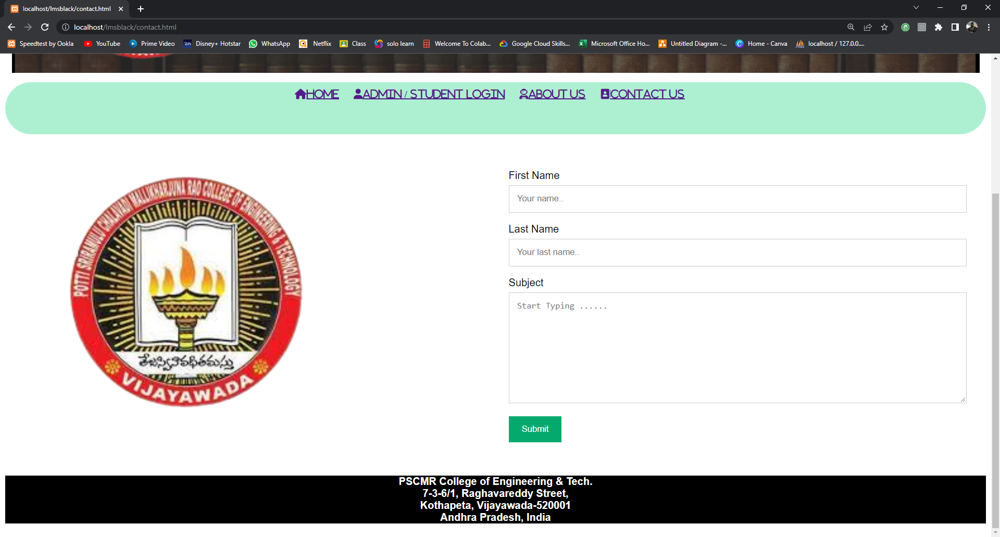 localhost/lmsblack/contact.html
localhost/lmsblack/contact.html
Speedtest by Ookla YouTube Prime Video Disney+ Hotstar WhatsApp Netflix Class solo learn Welcome To Colab... Google Cloud Skills... Microsoft Office Ho... Untitled Diagram -... Home - Canva localhost / 127.0.0....
HOME ADMIN / STUDENT LOGIN ABOUT US CONTACT US
POTTI SRIRAMULU CHALAVADI MALLIKHARJUNA RAO COLLEGE OF ENGINEERING & TECHNOLOGY
తేజస్వినావధీతమస్తు
VIJAYAWADA
First Name
Your name..
Last Name
Your last name..
Subject
Start Typing ......
Submit
PSCMR College of Engineering & Tech.
7-3-6/1, Raghavareddy Street,
Kothapeta, Vijayawada-520001
Andhra Pradesh, India